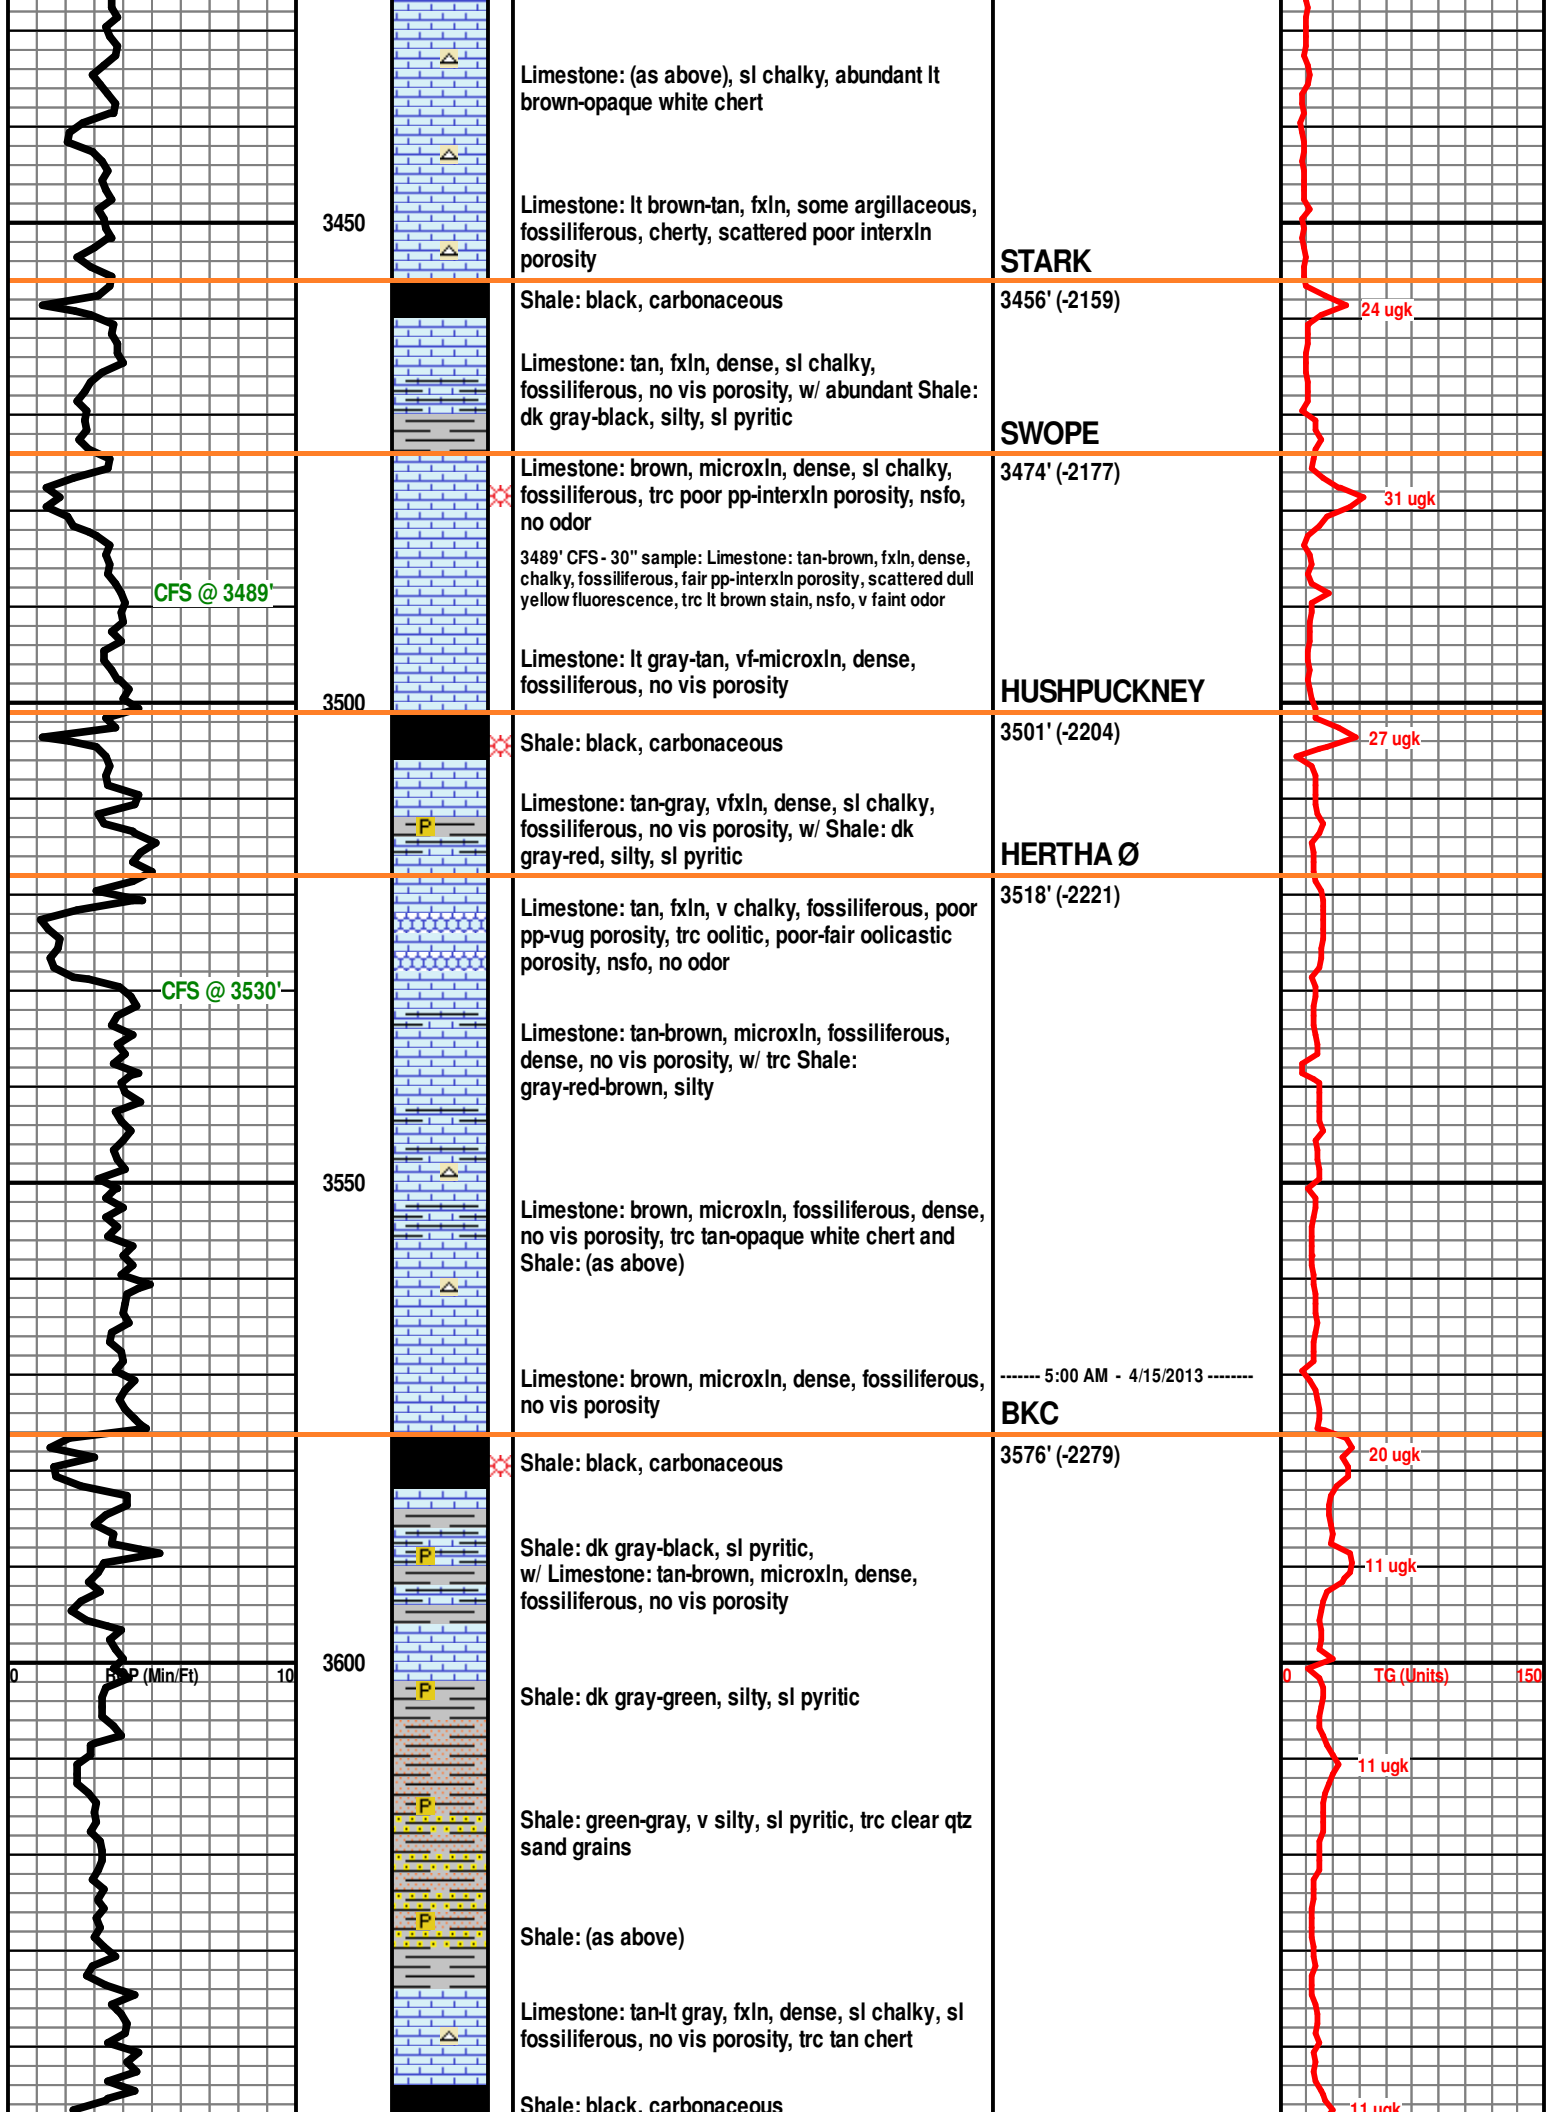 Limestone: (as above), sl chalky, abundant lt
brown-opaque white chert
3450
Limestone: lt brown-tan, fxln, some argillaceous,
fossiliferous, cherty, scattered poor interxln
porosity
STARK
Shale: black, carbonaceous
3456' (-2159)
24 ugk
Limestone: tan, fxln, dense, sl chalky,
fossiliferous, no vis porosity, w/ abundant Shale:
dk gray-black, silty, sl pyritic
SWOPE
Limestone: brown, microxln, dense, sl chalky,
fossiliferous, trc poor pp-interxln porosity, nsfo,
no odor
3474' (-2177)
31 ugk
3489' CFS - 30" sample: Limestone: tan-brown, fxln, dense,
chalky, fossiliferous, fair pp-interxln porosity, scattered dull
yellow fluorescence, trc lt brown stain, nsfo, v faint odor
CFS @ 3489'
Limestone: lt gray-tan, vf-microxln, dense,
fossiliferous, no vis porosity
HUSHPUCKNEY
3500
Shale: black, carbonaceous
3501' (-2204)
27 ugk
Limestone: tan-gray, vfxln, dense, sl chalky,
fossiliferous, no vis porosity, w/ Shale: dk
gray-red, silty, sl pyritic
P
HERTHA Ø
3518' (-2221)
Limestone: tan, fxln, v chalky, fossiliferous, poor
pp-vug porosity, trc oolitic, poor-fair oolicastic
porosity, nsfo, no odor
CFS @ 3530'
Limestone: tan-brown, microxln, fossiliferous,
dense, no vis porosity, w/ trc Shale:
gray-red-brown, silty
3550
Limestone: brown, microxln, fossiliferous, dense,
no vis porosity, trc tan-opaque white chert and
Shale: (as above)
Limestone: brown, microxln, dense, fossiliferous,
no vis porosity
------- 5:00 AM - 4/15/2013 --------
BKC
Shale: black, carbonaceous
3576' (-2279)
20 ugk
Shale: dk gray-black, sl pyritic,
w/ Limestone: tan-brown, microxln, dense,
fossiliferous, no vis porosity
P
11 ugk
3600
0 ROP (Min/Ft) 10
0 TG (Units) 150
P
Shale: dk gray-green, silty, sl pyritic
11 ugk
P
Shale: green-gray, v silty, sl pyritic, trc clear qtz
sand grains
P
Shale: (as above)
Limestone: tan-lt gray, fxln, dense, sl chalky, sl
fossiliferous, no vis porosity, trc tan chert
Shale: black, carbonaceous
11 ugk